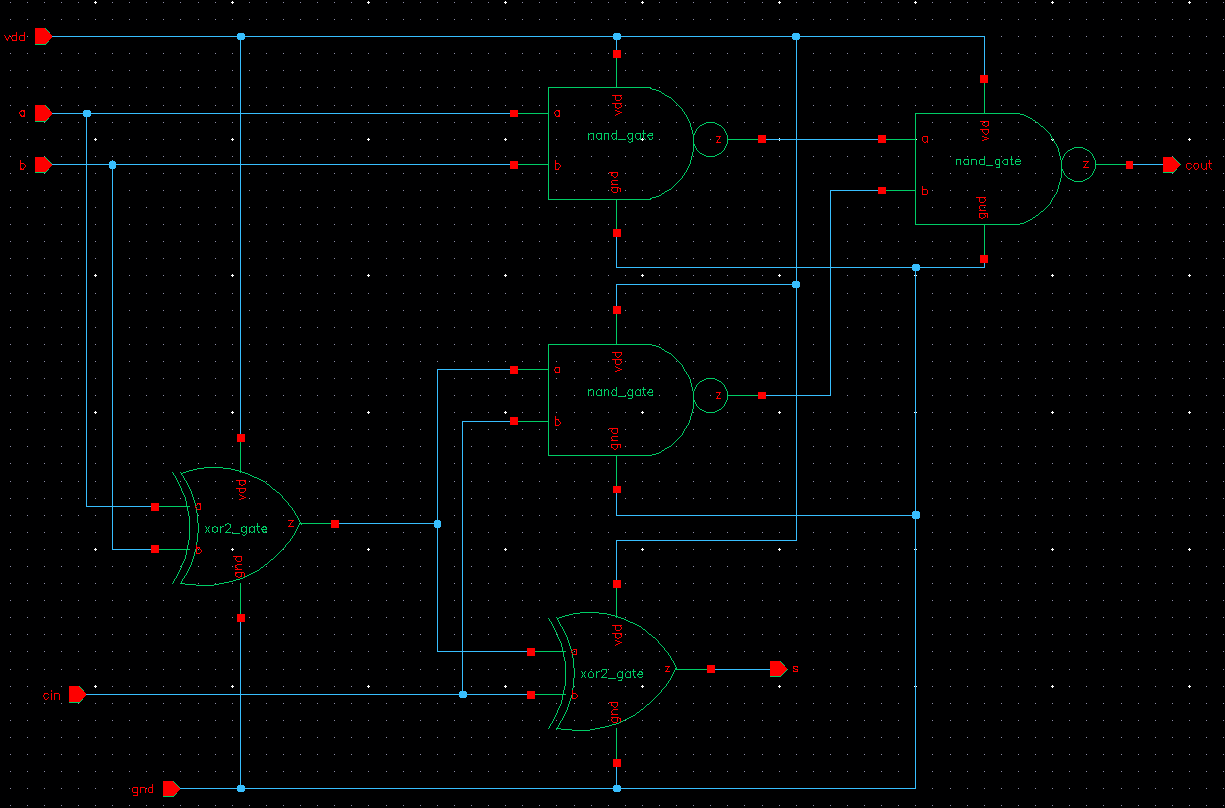 vdd
a
vdd
a
nand_gate
z
b
gnd
b
vdd
a
nand_gate
z
cout
b
gnd
vdd
a
nand_gate
z
b
gnd
vdd
a
xor2_gate
z
b
gnd
vdd
a
xor2_gate
z
s
b
gnd
cin
gnd